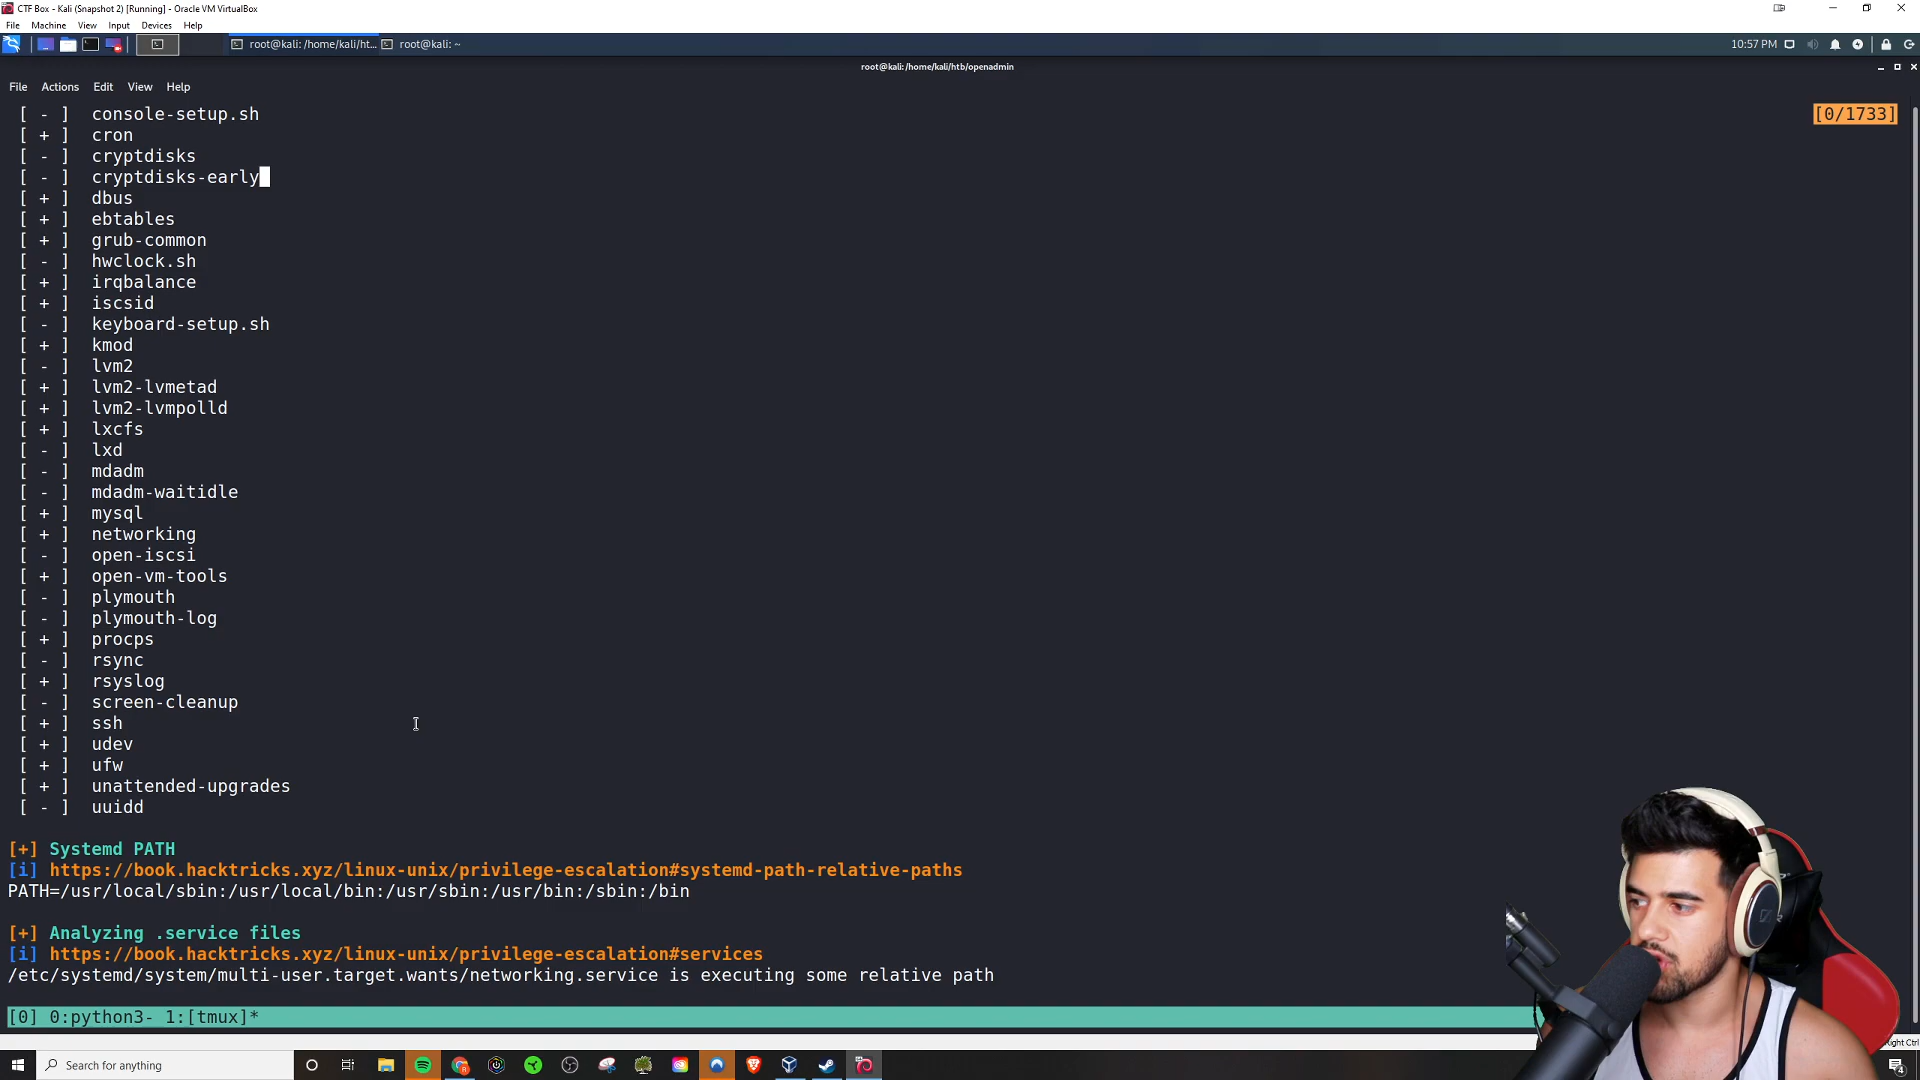 CTF Box - Kali (Snapshot 2) [Running] - Oracle VM VirtualBox
File Machine View Input Devices Help
root@kali: /home/kali/ht... root@kali: ~ 10:57 PM
root@kali: /home/kali/htb/openadmin
File Actions Edit View Help
[ - ] console-setup.sh [0/1733]
[ + ] cron
[ - ] cryptdisks
[ - ] cryptdisks-early
[ + ] dbus
[ + ] ebtables
[ + ] grub-common
[ - ] hwclock.sh
[ + ] irqbalance
[ + ] iscsid
[ - ] keyboard-setup.sh
[ + ] kmod
[ - ] lvm2
[ + ] lvm2-lvmetad
[ + ] lvm2-lvmpolld
[ + ] lxcfs
[ - ] lxd
[ - ] mdadm
[ - ] mdadm-waitidle
[ + ] mysql
[ + ] networking
[ - ] open-iscsi
[ + ] open-vm-tools
[ - ] plymouth
[ - ] plymouth-log
[ + ] procps
[ - ] rsync
[ + ] rsyslog
[ - ] screen-cleanup
[ + ] ssh
[ + ] udev
[ + ] ufw
[ + ] unattended-upgrades
[ - ] uuidd
[+] Systemd PATH
[i] https://book.hacktricks.xyz/linux-unix/privilege-escalation#systemd-path-relative-paths
PATH=/usr/local/sbin:/usr/local/bin:/usr/sbin:/usr/bin:/sbin:/bin
[+] Analyzing .service files
[i] https://book.hacktricks.xyz/linux-unix/privilege-escalation#services
/etc/systemd/system/multi-user.target.wants/networking.service is executing some relative path
[0] 0:python3- 1:[tmux]*
Right Ctrl
Search for anything
4